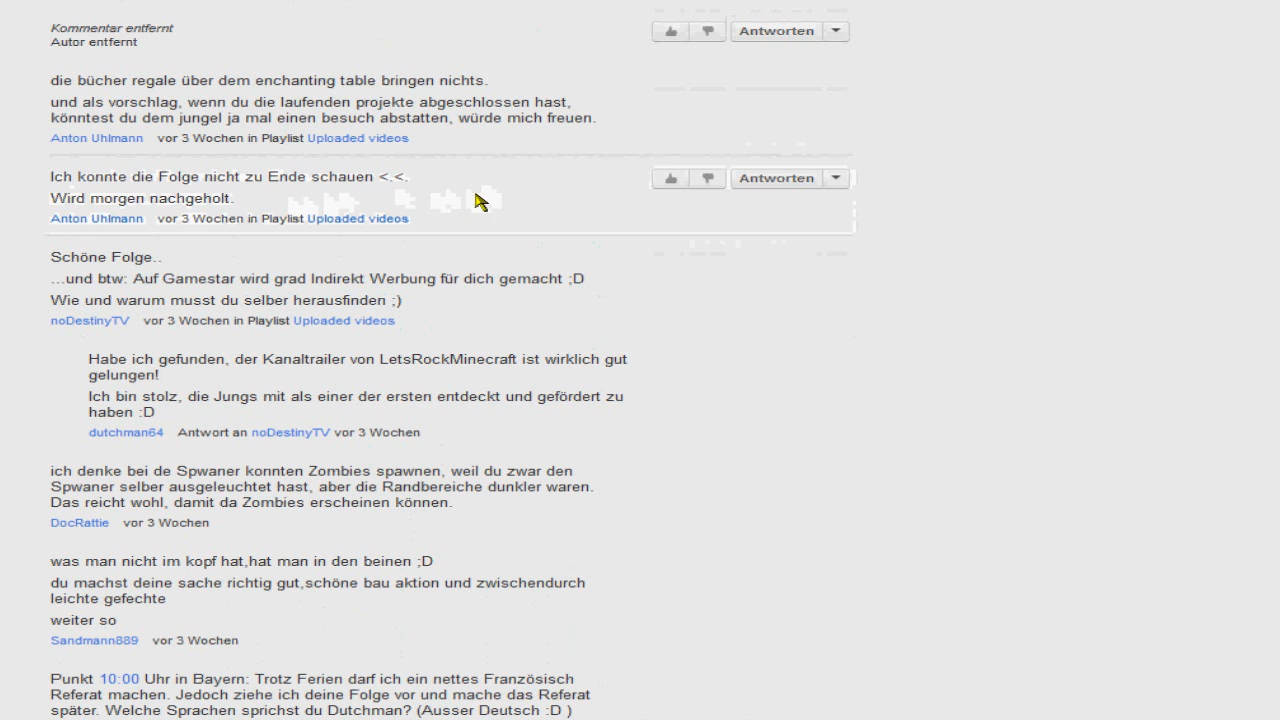 Kommentar entfernt
Autor entfernt
Antworten
die bücher regale über dem enchanting table bringen nichts.
und als vorschlag, wenn du die laufenden projekte abgeschlossen hast,
könntest du dem jungel ja mal einen besuch abstatten, würde mich freuen.
Anton Uhlmann vor 3 Wochen in Playlist Uploaded videos
Ich konnte die Folge nicht zu Ende schauen <.<.
Antworten
Wird morgen nachgeholt.
Anton Uhlmann vor 3 Wochen in Playlist Uploaded videos
Schöne Folge..
...und btw: Auf Gamestar wird grad Indirekt Werbung für dich gemacht ;D
Wie und warum musst du selber herausfinden ;)
noDestinyTV vor 3 Wochen in Playlist Uploaded videos
Habe ich gefunden, der Kanaltrailer von LetsRockMinecraft ist wirklich gut
gelungen!
Ich bin stolz, die Jungs mit als einer der ersten entdeckt und gefördert zu
haben :D
dutchman64 Antwort an noDestinyTV vor 3 Wochen
ich denke bei de Spwaner konnten Zombies spawnen, weil du zwar den
Spwaner selber ausgeleuchtet hast, aber die Randbereiche dunkler waren.
Das reicht wohl, damit da Zombies erscheinen können.
DocRattie vor 3 Wochen
was man nicht im kopf hat,hat man in den beinen ;D
du machst deine sache richtig gut,schöne bau aktion und zwischendurch
leichte gefechte
weiter so
Sandmann889 vor 3 Wochen
Punkt 10:00 Uhr in Bayern: Trotz Ferien darf ich ein nettes Französisch
Referat machen. Jedoch ziehe ich deine Folge vor und mache das Referat
später. Welche Sprachen sprichst du Dutchman? (Ausser Deutsch :D )